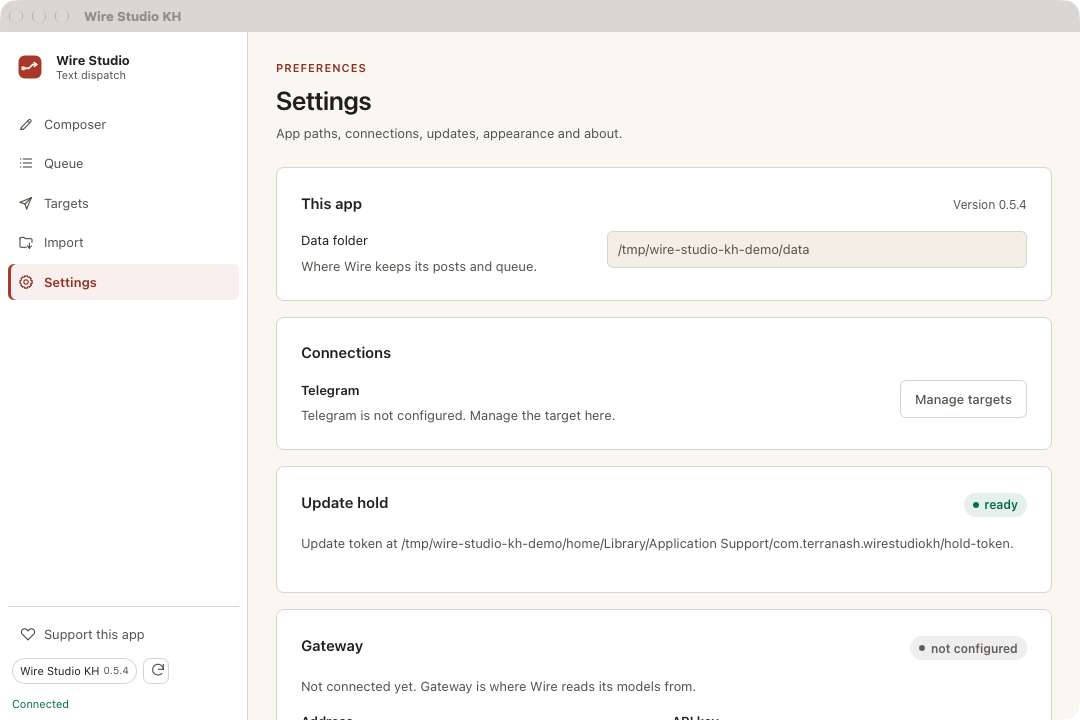 Wire Studio KH
Wire Studio
Text dispatch
Composer
Queue
Targets
Import
Settings
Support this app
Wire Studio KH 0.5.4
Connected
PREFERENCES
Settings
App paths, connections, updates, appearance and about.
This app
Version 0.5.4
Data folder
Where Wire keeps its posts and queue.
/tmp/wire-studio-kh-demo/data
Connections
Telegram
Telegram is not configured. Manage the target here.
Manage targets
Update hold
ready
Update token at /tmp/wire-studio-kh-demo/home/Library/Application Support/com.terranash.wirestudiokh/hold-token.
Gateway
not configured
Not connected yet. Gateway is where Wire reads its models from.
Address
API key